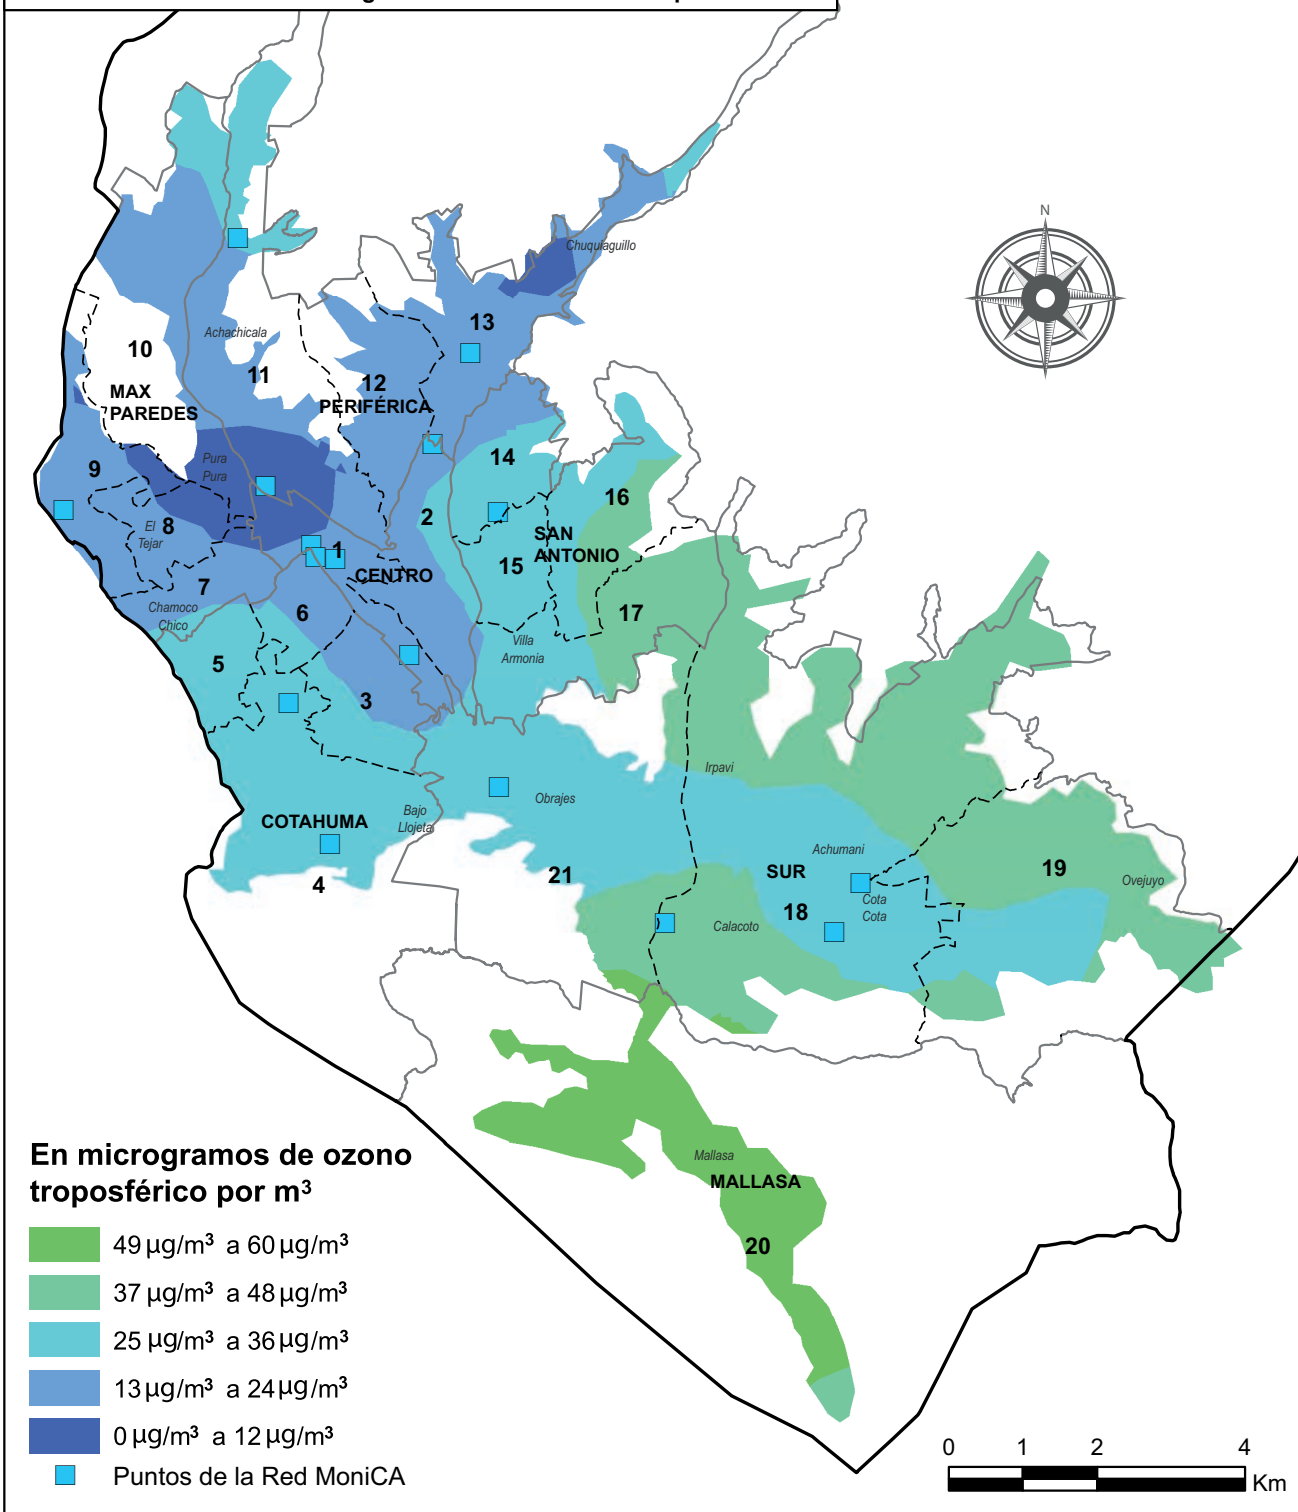 N
Chuquiaguillo
13
Achachicala
10
11
12
MAX
PAREDES
PERIFÉRICA
9
Pura
Pura
14
16
8
El
Tejar
2
SAN
ANTONIO
1
CENTRO
15
7
Chamoco
Chico
6
17
5
Villa
Armonia
3
Irpavi
Obrajes
Bajo
Llojeta
COTAHUMA
4
21
Achumani
SUR
19
Ovejuyo
Cota
Cota
18
Calacoto
Mallasa
MALLASA
20
En microgramos de ozono
troposférico por m³
49 µg/m³ a 60 µg/m³
37 µg/m³ a 48 µg/m³
25 µg/m³ a 36 µg/m³
13 µg/m³ a 24 µg/m³
0 µg/m³ a 12 µg/m³
Puntos de la Red MoniCA
0 1 2 4
Km